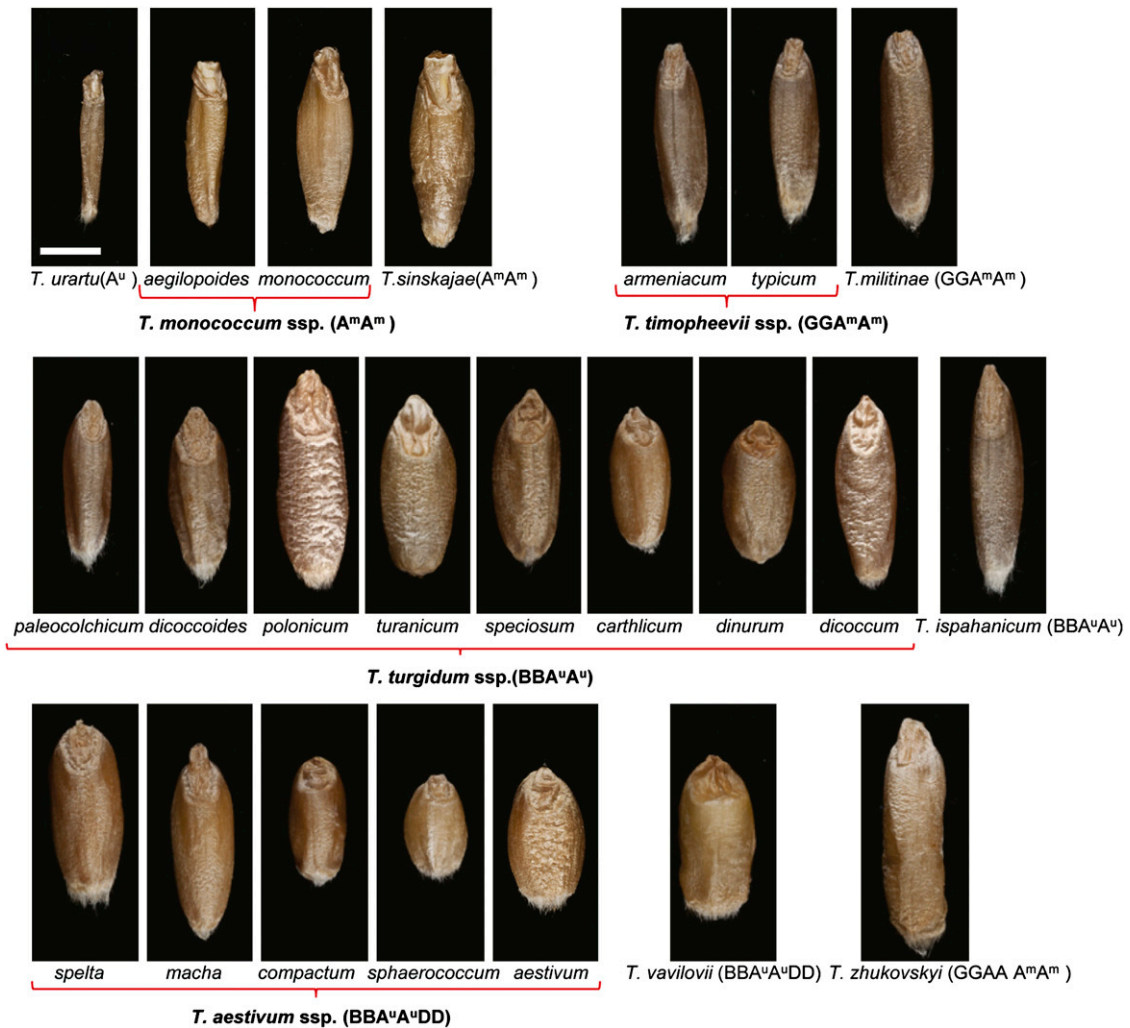 T. urartu(Aᵘ ) aegilopoides monococcum T.sinskajae(AᵐAᵐ ) armeniacum typicum T.militinae (GGAᵐAᵐ )
T. monococcum ssp. (AᵐAᵐ ) T. timopheevii ssp. (GGAᵐAᵐ)
paleocolchicum dicoccoides polonicum turanicum speciosum carthlicum dinurum dicoccum T. ispahanicum (BBAᵘAᵘ)
T. turgidum ssp.(BBAᵘAᵘ)
spelta macha compactum sphaerococcum aestivum T. vavilovii (BBAᵘAᵘDD) T. zhukovskyi (GGAA AᵐAᵐ )
T. aestivum ssp. (BBAᵘAᵘDD)